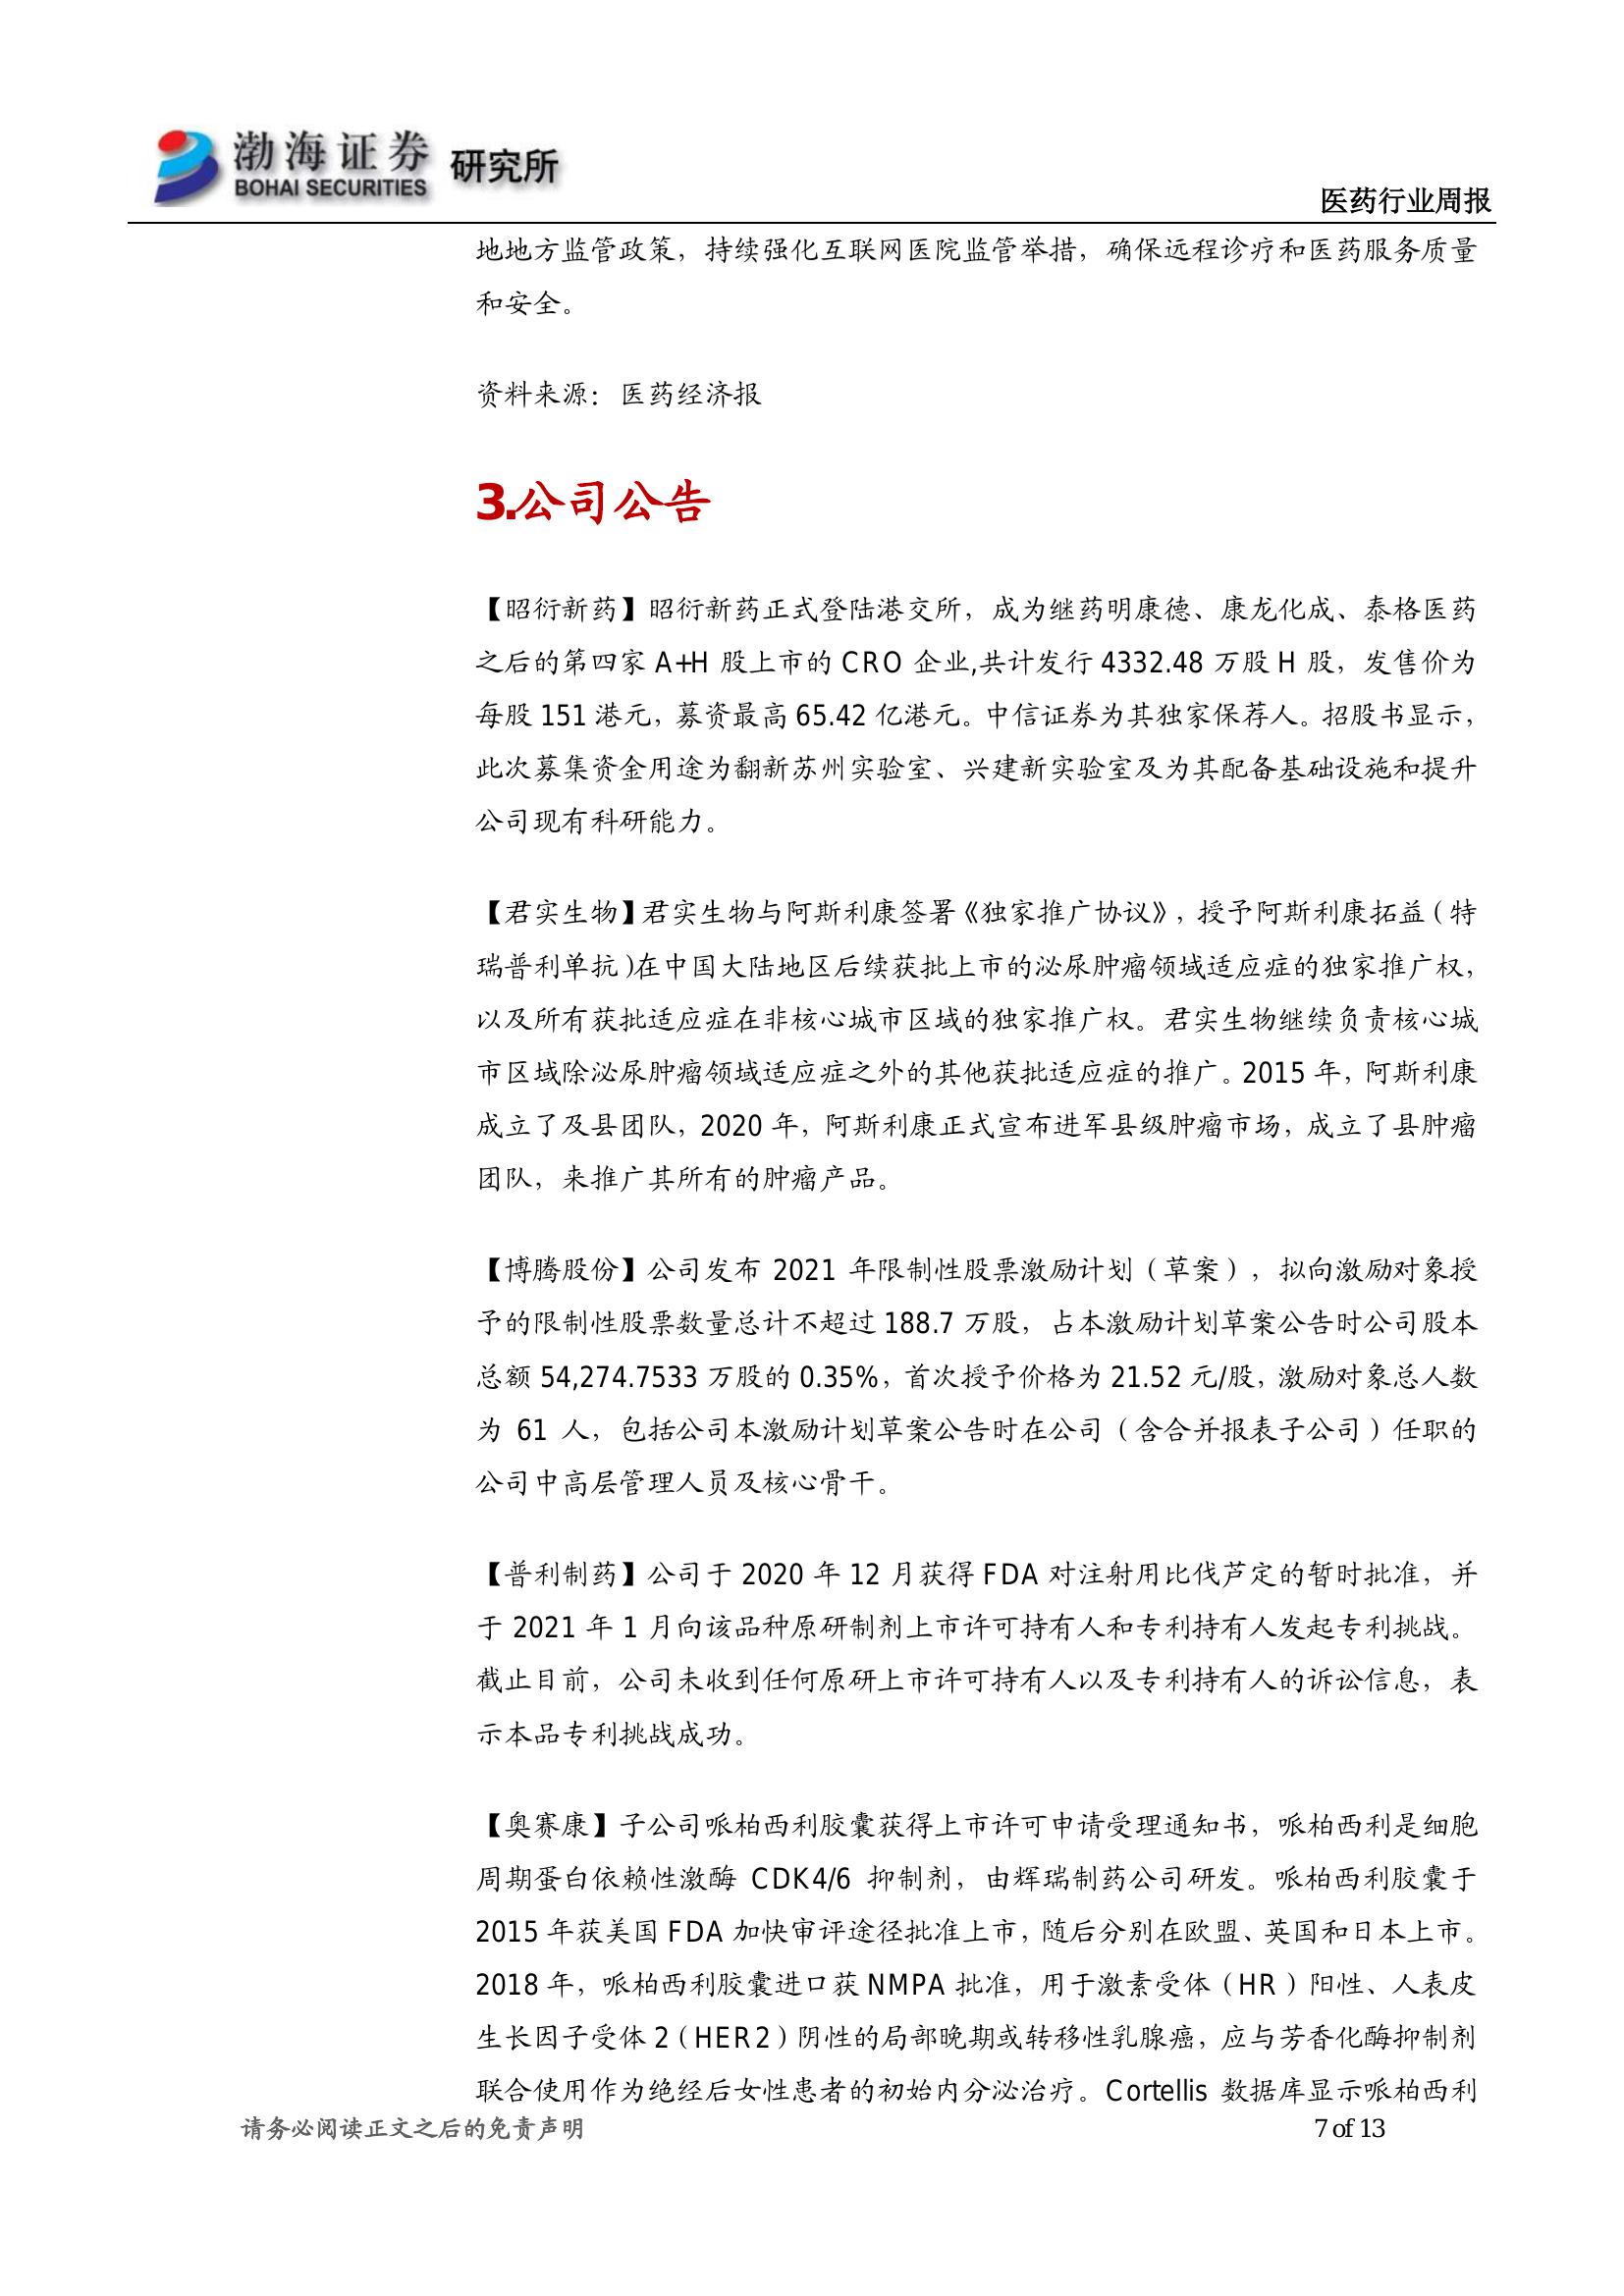 渤海证券 研究所
BOHAI SECURITIES
医药行业周报
地地方监管政策，持续强化互联网医院监管举措，确保远程诊疗和医药服务质量
和安全。
资料来源：医药经济报
3.公司公告
【昭衍新药】昭衍新药正式登陆港交所，成为继药明康德、康龙化成、泰格医药
之后的第四家 A+H 股上市的 CRO 企业,共计发行 4332.48 万股 H 股，发售价为
每股 151 港元，募资最高 65.42 亿港元。中信证券为其独家保荐人。招股书显示，
此次募集资金用途为翻新苏州实验室、兴建新实验室及为其配备基础设施和提升
公司现有科研能力。
【君实生物】君实生物与阿斯利康签署《独家推广协议》，授予阿斯利康拓益（特
瑞普利单抗）在中国大陆地区后续获批上市的泌尿肿瘤领域适应症的独家推广权，
以及所有获批适应症在非核心城市区域的独家推广权。君实生物继续负责核心城
市区域除泌尿肿瘤领域适应症之外的其他获批适应症的推广。2015 年，阿斯利康
成立了及县团队，2020 年，阿斯利康正式宣布进军县级肿瘤市场，成立了县肿瘤
团队，来推广其所有的肿瘤产品。
【博腾股份】公司发布 2021 年限制性股票激励计划（草案），拟向激励对象授
予的限制性股票数量总计不超过 188.7 万股，占本激励计划草案公告时公司股本
总额 54,274.7533 万股的 0.35%，首次授予价格为 21.52 元/股，激励对象总人数
为 61 人，包括公司本激励计划草案公告时在公司（含合并报表子公司）任职的
公司中高层管理人员及核心骨干。
【普利制药】公司于 2020 年 12 月获得 FDA 对注射用比伐芦定的暂时批准，并
于 2021 年 1 月向该品种原研制剂上市许可持有人和专利持有人发起专利挑战。
截止目前，公司未收到任何原研上市许可持有人以及专利持有人的诉讼信息，表
示本品专利挑战成功。
【奥赛康】子公司哌柏西利胶囊获得上市许可申请受理通知书，哌柏西利是细胞
周期蛋白依赖性激酶 CDK4/6 抑制剂，由辉瑞制药公司研发。哌柏西利胶囊于
2015 年获美国 FDA 加快审评途径批准上市，随后分别在欧盟、英国和日本上市。
2018 年，哌柏西利胶囊进口获 NMPA 批准，用于激素受体（HR）阳性、人表皮
生长因子受体 2（HER2）阴性的局部晚期或转移性乳腺癌，应与芳香化酶抑制剂
联合使用作为绝经后女性患者的初始内分泌治疗。Cortellis 数据库显示哌柏西利
请务必阅读正文之后的免责声明
7 of 13